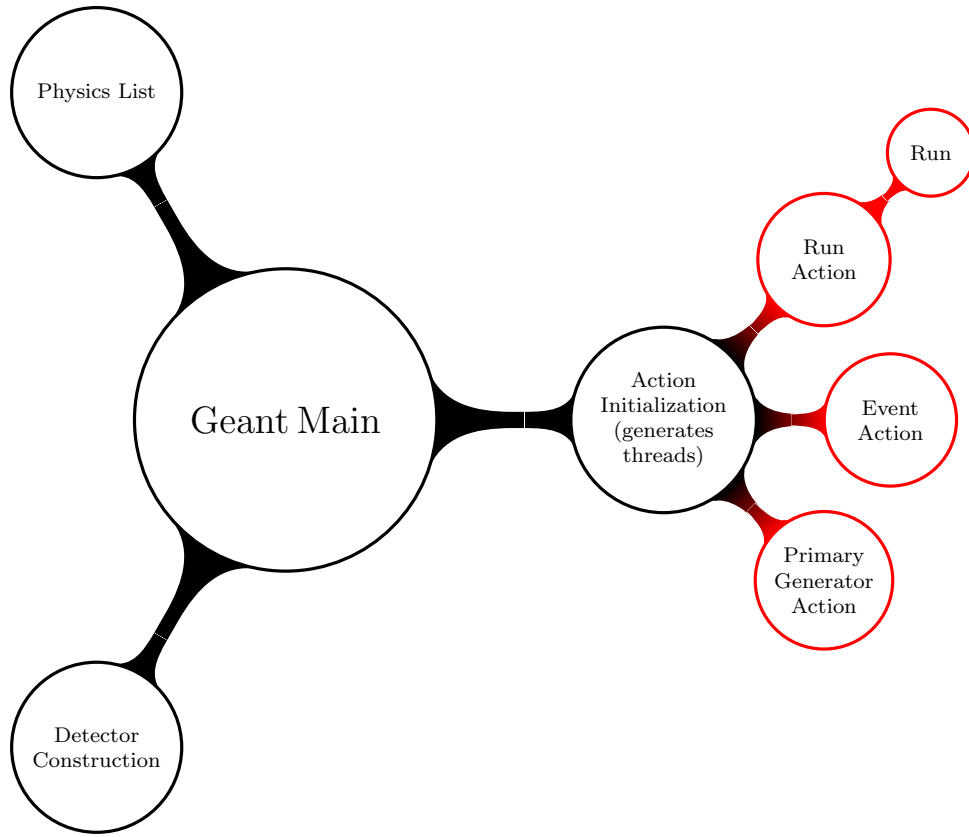 Physics List
Run
Run
Action
Geant Main
Action
Initialization
(generates
threads)
Event
Action
Primary
Generator
Action
Detector
Construction